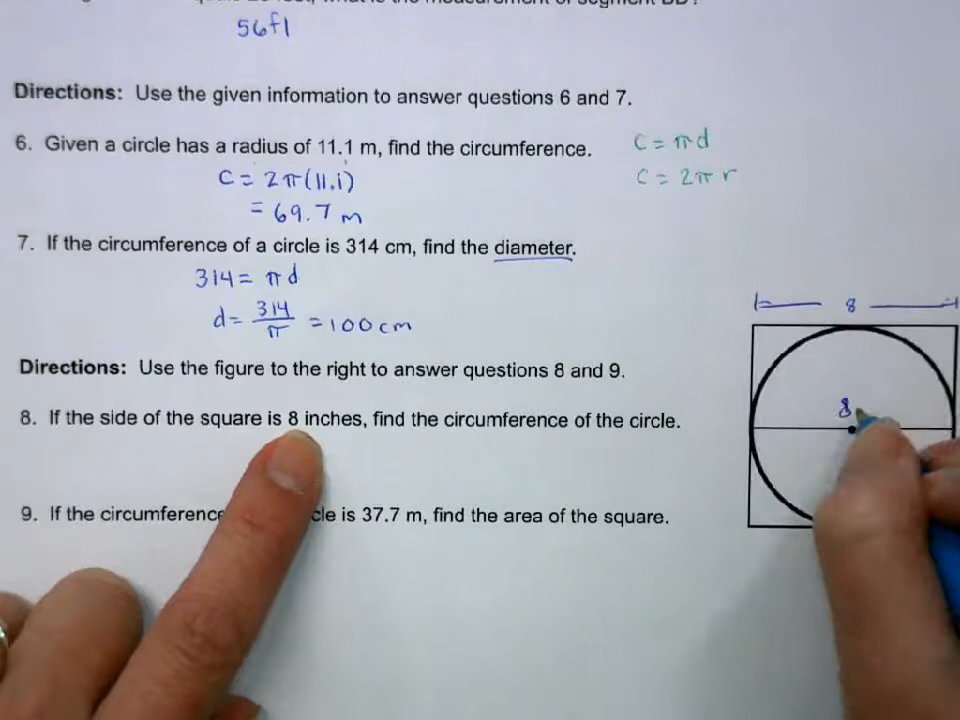 56ft
Directions: Use the given information to answer questions 6 and 7.
6. Given a circle has a radius of 11.1 m, find the circumference.
C = πd
C = 2π(11.1)
C = 2πr
= 69.7 m
7. If the circumference of a circle is 314 cm, find the diameter.
314 = πd
d = 314/π = 100cm
8
Directions: Use the figure to the right to answer questions 8 and 9.
8. If the side of the square is 8 inches, find the circumference of the circle.
8
9. If the circumference cle is 37.7 m, find the area of the square.